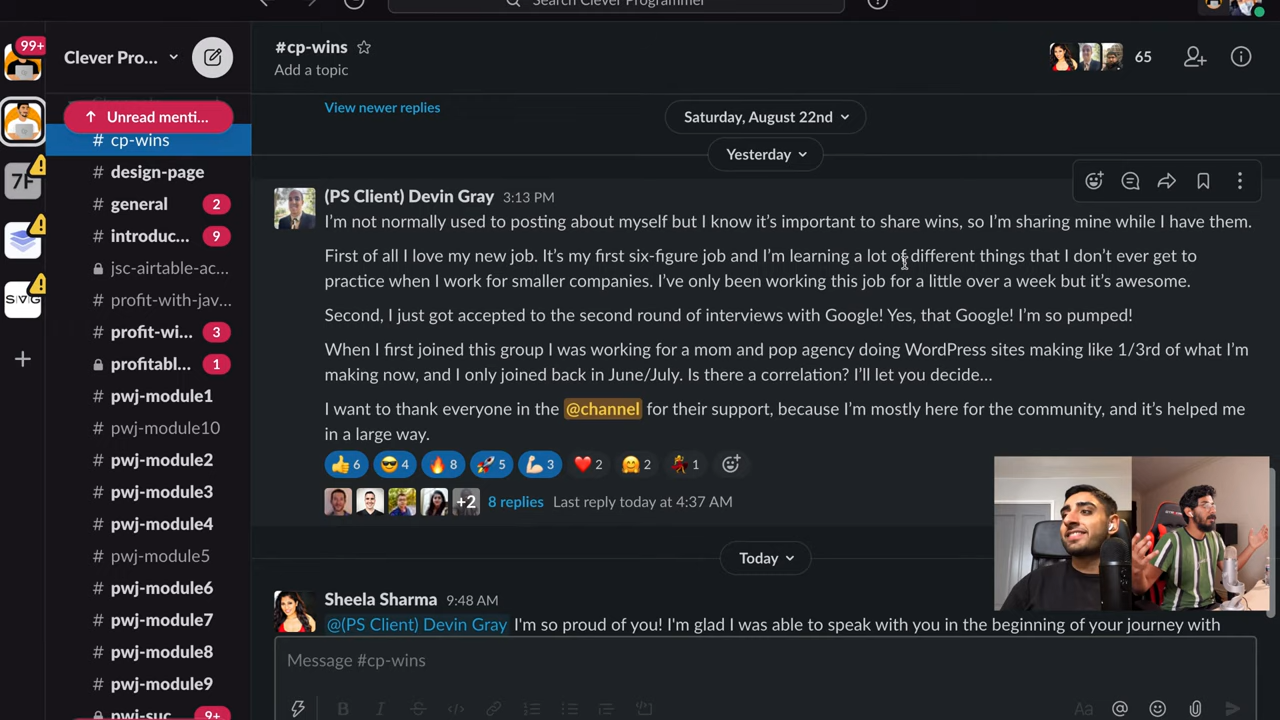 Search Clever Programmer
99+
Clever Pro...
Unread menti...
# cp-wins
# design-page
# general 2
# introduc... 9
jsc-airtable-ac...
# profit-with-jav...
# profit-wi... 3
profitabl... 1
# pwj-module1
# pwj-module10
# pwj-module2
# pwj-module3
# pwj-module4
# pwj-module5
# pwj-module6
# pwj-module7
# pwj-module8
# pwj-module9
pwj-suc 9+
7F
SVG
#cp-wins
Add a topic
65
View newer replies
Saturday, August 22nd
Yesterday
(PS Client) Devin Gray 3:13 PM
I'm not normally used to posting about myself but I know it's important to share wins, so I'm sharing mine while I have them.
First of all I love my new job. It's my first six-figure job and I'm learning a lot of different things that I don't ever get to
practice when I work for smaller companies. I've only been working this job for a little over a week but it's awesome.
Second, I just got accepted to the second round of interviews with Google! Yes, that Google! I'm so pumped!
When I first joined this group I was working for a mom and pop agency doing WordPress sites making like 1/3rd of what I'm
making now, and I only joined back in June/July. Is there a correlation? I'll let you decide...
I want to thank everyone in the @channel for their support, because I'm mostly here for the community, and it's helped me
in a large way.
6 4 8 5 3 2 2 1
+2 8 replies Last reply today at 4:37 AM
Today
Sheela Sharma 9:48 AM
@(PS Client) Devin Gray I'm so proud of you! I'm glad I was able to speak with you in the beginning of your journey with
Message #cp-wins
B I S </> Aa @